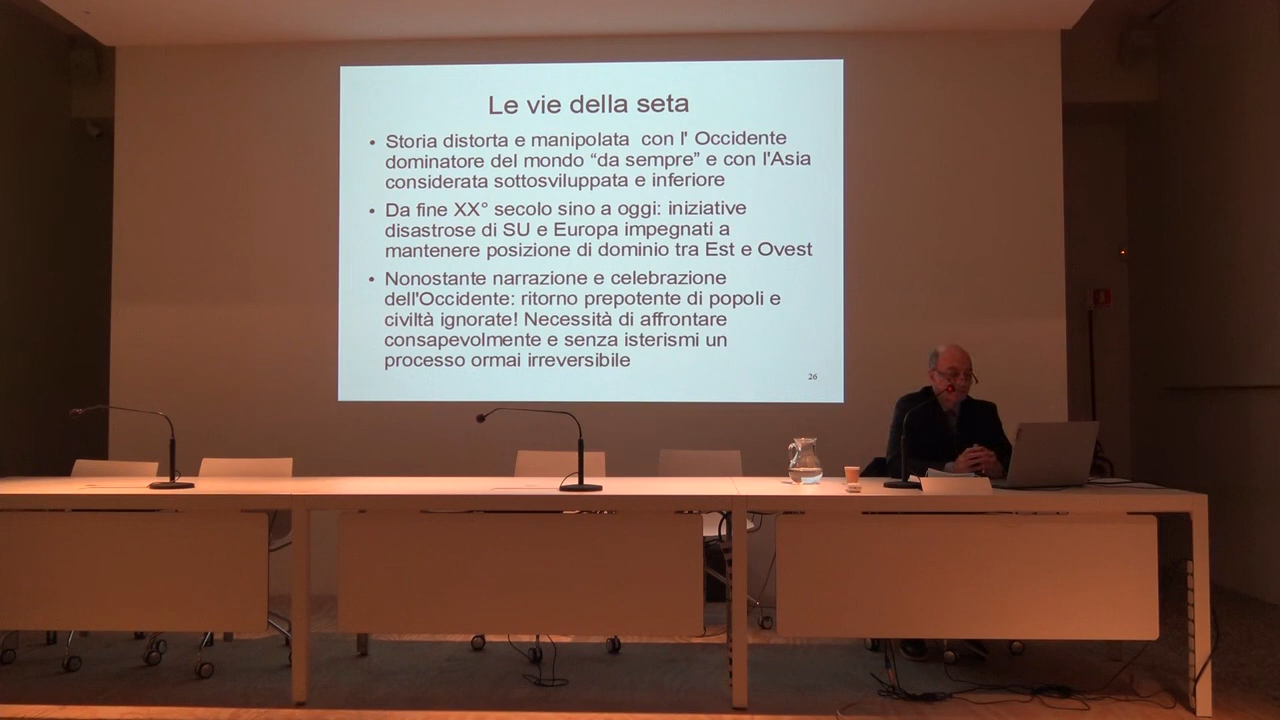 Le vie della seta
• Storia distorta e manipolata con l' Occidente
dominatore del mondo “da sempre” e con l'Asia
considerata sottosviluppata e inferiore
• Da fine XX° secolo sino a oggi: iniziative
disastrose di SU e Europa impegnati a
mantenere posizione di dominio tra Est e Ovest
• Nonostante narrazione e celebrazione
dell'Occidente: ritorno prepotente di popoli e
civiltà ignorate! Necessità di affrontare
consapevolmente e senza isterismi un
processo ormai irreversibile
26